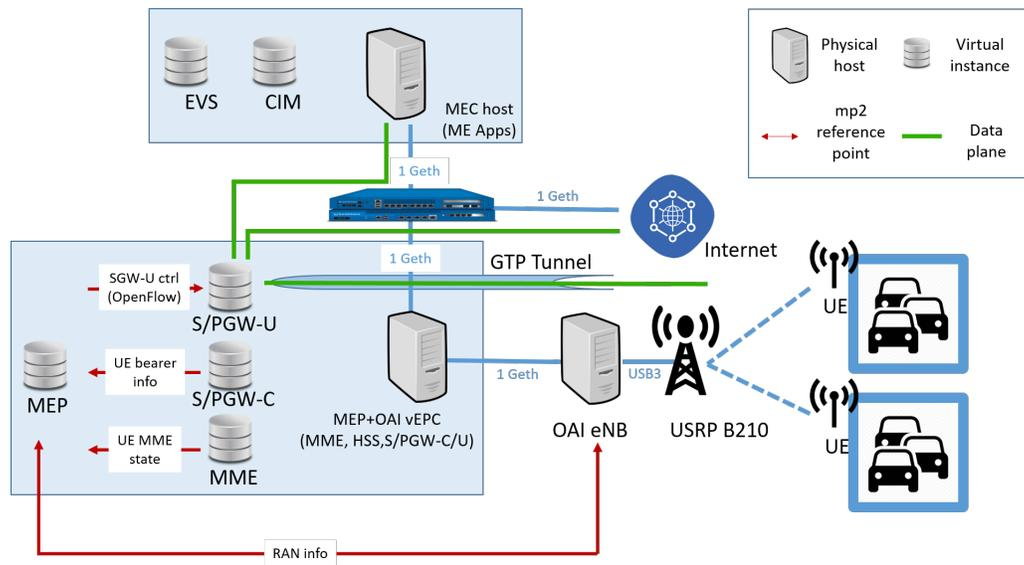 EVS
CIM
MEC host
(ME Apps)
Physical
host
Virtual
instance
mp2
reference
point
Data
plane
1 Geth
1 Geth
Internet
1 Geth
GTP Tunnel
SGW-U ctrl
(OpenFlow)
S/PGW-U
UE
MEP
UE bearer
info
S/PGW-C
1 Geth
USB3
MEP+OAI vEPC
(MME, HSS,S/PGW-C/U)
OAI eNB
USRP B210
UE
UE MME
state
MME
RAN info